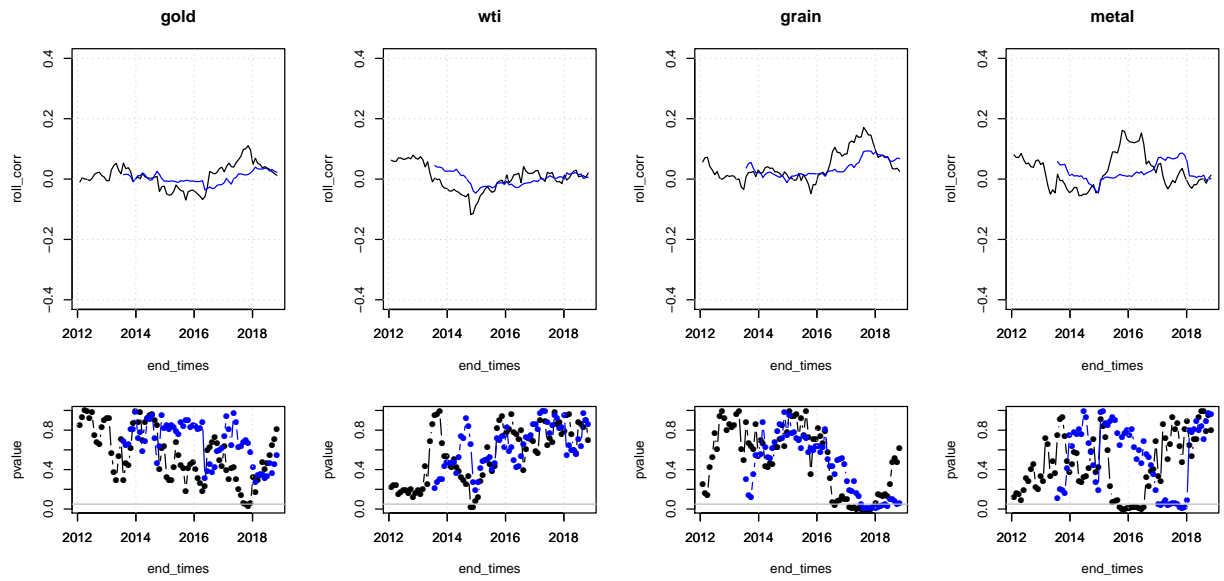 gold wti grain metal
0.4 0.4 0.4 0.4
0.2 0.2 0.2 0.2
roll_corr 0.0 roll_corr 0.0 roll_corr 0.0 roll_corr 0.0
−0.2 −0.2 −0.2 −0.2
−0.4 −0.4 −0.4 −0.4
2012 2014 2016 2018 2012 2014 2016 2018 2012 2014 2016 2018 2012 2014 2016 2018
end_times end_times end_times end_times
0.8 0.8 0.8 0.8
pvalue 0.4 pvalue 0.4 pvalue 0.4 pvalue 0.4
0.0 0.0 0.0 0.0
2012 2014 2016 2018 2012 2014 2016 2018 2012 2014 2016 2018 2012 2014 2016 2018
end_times end_times end_times end_times